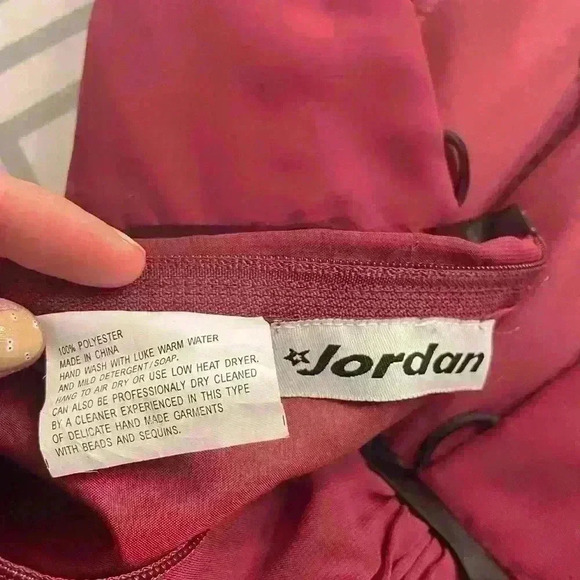 100% POLYESTER
MADE IN CHINA
HAND WASH WITH LUKE WARM WATER
AND MILD DETENTIL/SOAP.
HANG TO AIR DRY OR USE LOW HEAT DRYER.
CAN ALSO BE PROFESSIONALY DRY CLEANED
BY A CLEANER EXPERIENCED IN THIS TYPE
OF DELICATE HAND MADE GARMENTS
WITH BEADS AND SEQUINS.
Jordan